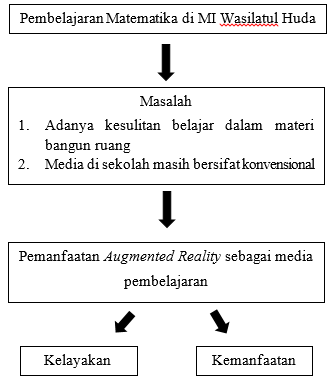 Pembelajaran Matematika di MI Wasilatul Huda
Masalah
1. Adanya kesulitan belajar dalam materi
bangun ruang
2. Media di sekolah masih bersifat konvensional
Pemanfaatan Augmented Reality sebagai media
pembelajaran
Kelayakan
Kemanfaatan